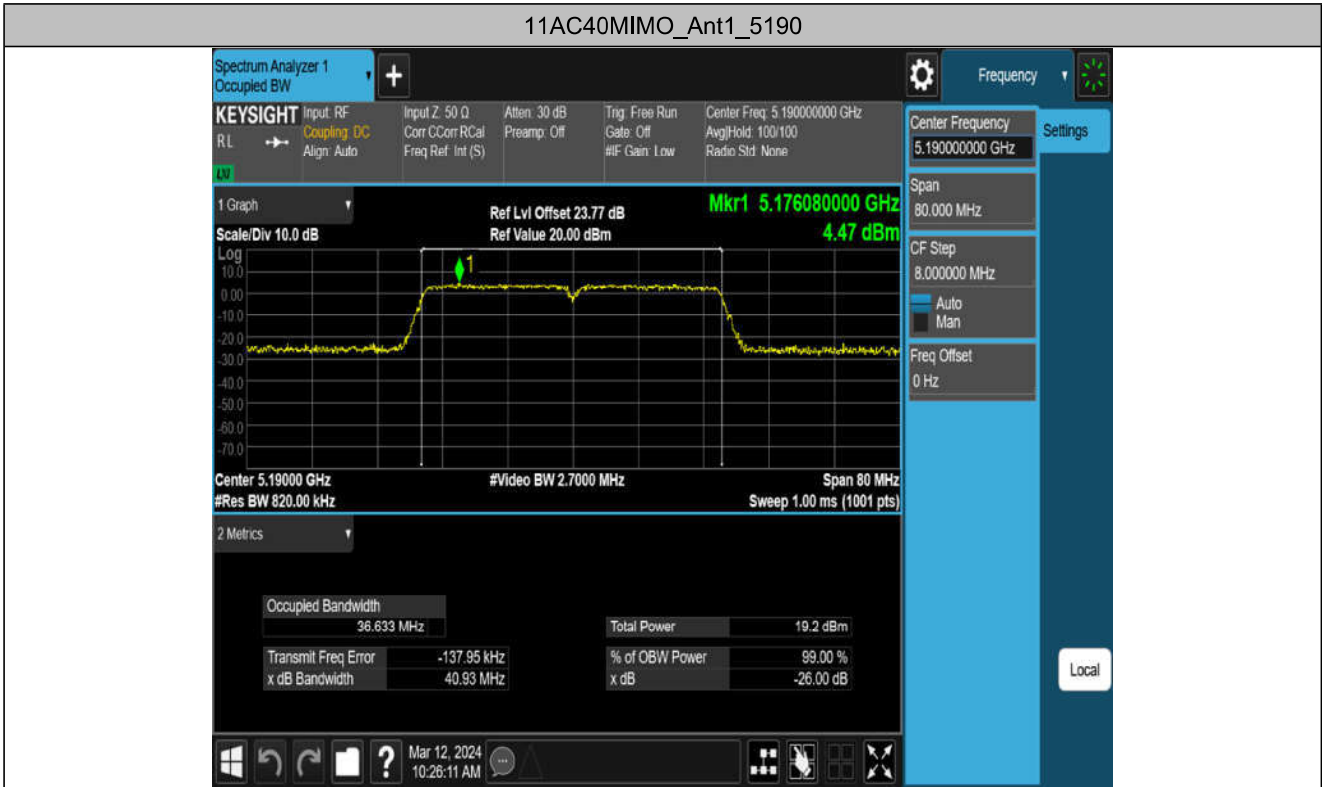 11AC40MIMO_Ant1_5190
Spectrum Analyzer 1
Occupied BW
Frequency
KEYSIGHT
RL
Input: RF
Coupling: DC
Align: Auto
Input Z: 50 Ω
Corr CCorr RCal
Freq Ref: Int (S)
Atten: 30 dB
Preamp: Off
Trig: Free Run
Gate: Off
#IF Gain: Low
Center Freq: 5.190000000 GHz
Avg|Hold: 100/100
Radio Std: None
Center Frequency
5.190000000 GHz
Settings
Span
80.000 MHz
CF Step
8.000000 MHz
Auto
Man
Freq Offset
0 Hz
Local
1 Graph
Scale/Div 10.0 dB
Ref Lvl Offset 23.77 dB
Ref Value 20.00 dBm
Mkr1 5.176080000 GHz
4.47 dBm
Log
10.0
0.00
-10.0
-20.0
-30.0
-40.0
-50.0
-60.0
-70.0
1
Center 5.19000 GHz
#Res BW 820.00 kHz
#Video BW 2.7000 MHz
Span 80 MHz
Sweep 1.00 ms (1001 pts)
2 Metrics
Occupied Bandwidth
36.633 MHz
Total Power 19.2 dBm
Transmit Freq Error -137.95 kHz
% of OBW Power 99.00 %
x dB Bandwidth 40.93 MHz
x dB -26.00 dB
Mar 12, 2024
10:26:11 AM